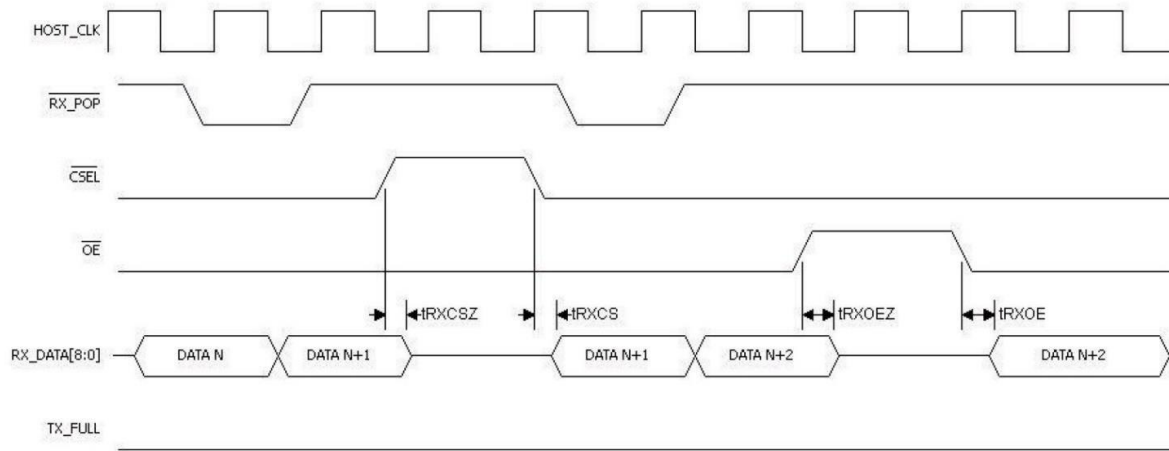 HOST_CLK
RX_POP
CSEL
OE
tRXCSZ tRXCS tRXOEZ tRXOE
RX_DATA[8:0] DATA N DATA N+1 DATA N+1 DATA N+2 DATA N+2
TX_FULL